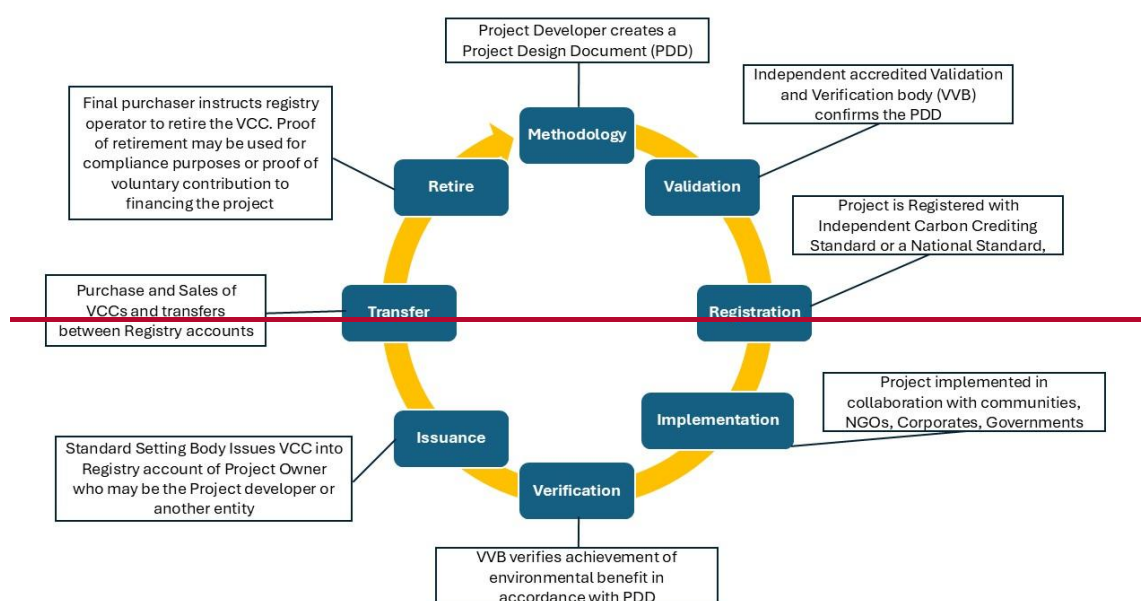 Project Developer creates a
Project Design Document (PDD)
Methodology
Independent accredited Validation
and Verification body (VVB)
confirms the PDD
Validation
Project is Registered with
Independent Carbon Crediting
Standard or a National Standard,
Registration
Project implemented in
collaboration with communities,
NGOs, Corporates, Governments
Implementation
Verification
VVB verifies achievement of
environmental benefit in
accordance with PDD
Issuance
Standard Setting Body Issues VCC into
Registry account of Project Owner
who may be the Project developer or
another entity
Transfer
Purchase and Sales of
VCCs and transfers
between Registry accounts
Retire
Final purchaser instructs registry
operator to retire the VCC. Proof
of retirement may be used for
compliance purposes or proof of
voluntary contribution to
financing the project